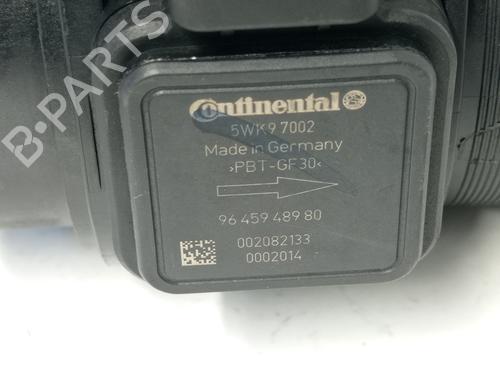 B-PARTS
Continental
5WK9 7002
Made in Germany
>PBT-GF30<
96 459 489 80
002082133
0002014